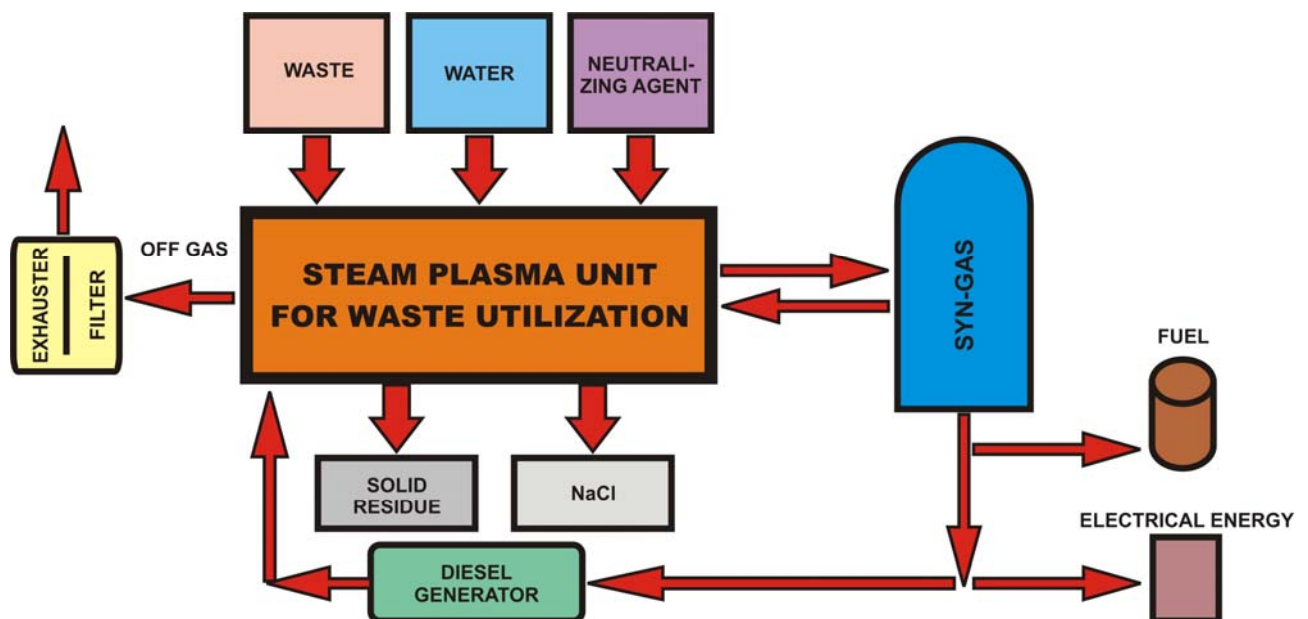 WASTE
WATER
NEUTRALI-
ZING AGENT
OFF GAS
EXHAUSTER
FILTER
STEAM PLASMA UNIT
FOR WASTE UTILIZATION
SYN-GAS
FUEL
SOLID
RESIDUE
NaCl
ELECTRICAL ENERGY
DIESEL
GENERATOR